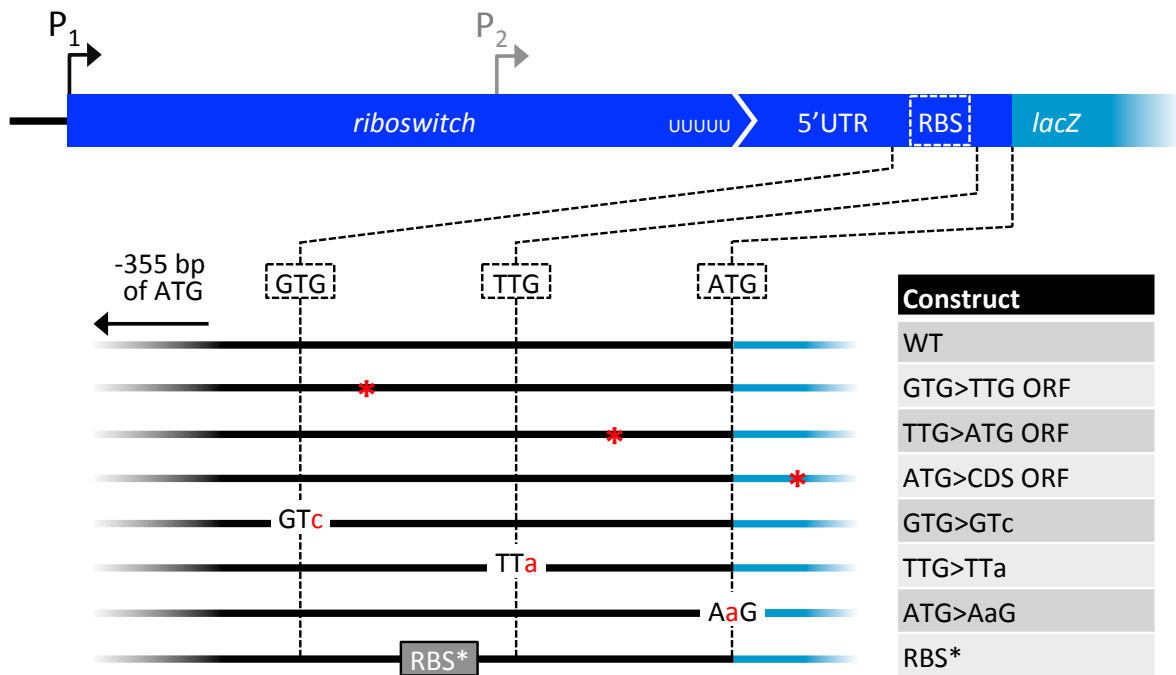 P1
P2
riboswitch UUUUU 5'UTR RBS lacZ
-355 bp
of ATG
GTG TTG ATG
Construct
WT
*
GTG>TTG ORF
*
TTG>ATG ORF
*
ATG>CDS ORF
GTc
GTG>GTc
TTa
TTG>TTa
AaG
ATG>AaG
RBS*
RBS*